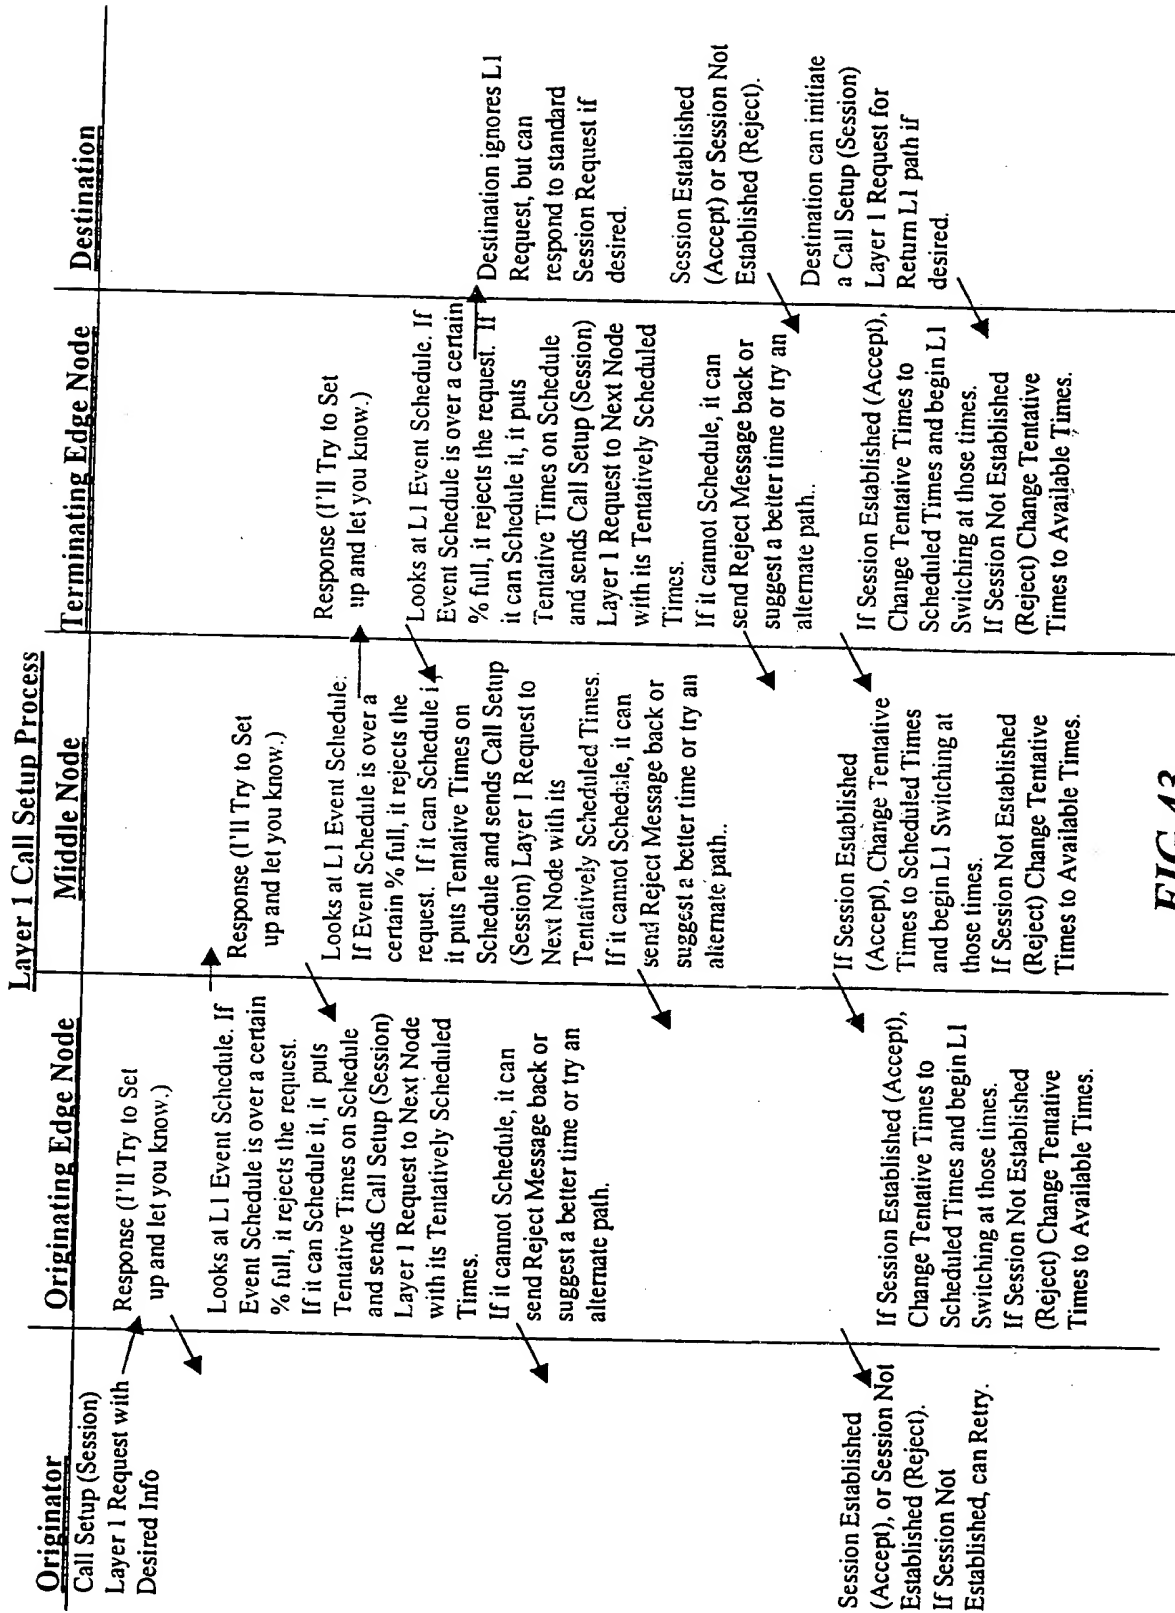 Layer 1 Call Setup Process
Originator
Originating Edge Node
Middle Node
Terminating Edge Node
Destination
Call Setup (Session)
Layer 1 Request with
Desired Info
Response (I'll Try to Set
up and let you know.)
Looks at L1 Event Schedule. If
Event Schedule is over a certain
% full, it rejects the request.
If it can Schedule it, it puts
Tentative Times on Schedule
and sends Call Setup (Session)
Layer 1 Request to Next Node
with its Tentatively Scheduled
Times.
If it cannot Schedule, it can
send Reject Message back or
suggest a better time or try an
alternate path.
Response (I'll Try to Set
up and let you know.)
Looks at L1 Event Schedule:
If Event Schedule is over a
certain % full, it rejects the
request. If it can Schedule it,
it puts Tentative Times on
Schedule and sends Call Setup
(Session) Layer 1 Request to
Next Node with its
Tentatively Scheduled Times.
If it cannot Schedule, it can
send Reject Message back or
suggest a better time or try an
alternate path..
Response (I'll Try to Set
up and let you know.)
Looks at L1 Event Schedule. If
Event Schedule is over a certain
% full, it rejects the request. If
it can Schedule it, it puts
Tentative Times on Schedule
and sends Call Setup (Session)
Layer 1 Request to Next Node
with its Tentatively Scheduled
Times.
If it cannot Schedule, it can
send Reject Message back or
suggest a better time or try an
alternate path..
Destination ignores L1
Request, but can
respond to standard
Session Request if
desired.
Session Established
(Accept) or Session Not
Established (Reject).
Destination can initiate
a Call Setup (Session)
Layer 1 Request for
Return L1 path if
desired.
If Session Established (Accept),
Change Tentative Times to
Scheduled Times and begin L1
Switching at those times.
If Session Not Established
(Reject) Change Tentative
Times to Available Times.
If Session Established
(Accept), Change Tentative
Times to Scheduled Times
and begin L1 Switching at
those times.
If Session Not Established
(Reject) Change Tentative
Times to Available Times.
If Session Established (Accept),
Change Tentative Times to
Scheduled Times and begin L1
Switching at those times.
If Session Not Established
(Reject) Change Tentative
Times to Available Times.
Session Established
(Accept), or Session Not
Established (Reject).
If Session Not
Established, can Retry.
FIG 43